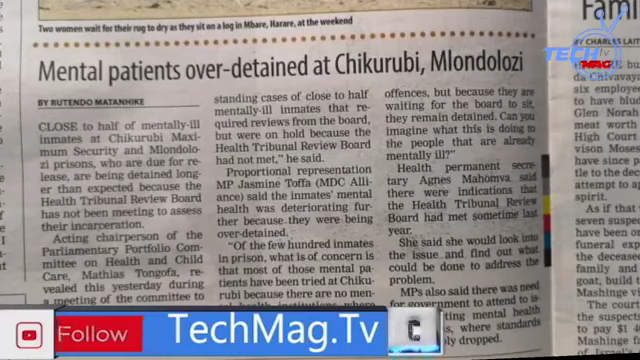 Two women wait for their rug to dry as they sit on a log in Mbare, Harare, at the weekend
Mental patients over-detained at Chikurubi, Mlondolozi
BY RUTENDO MATANHIKE
CLOSE to half of mentally-ill
inmates at Chikurubi Maxi-
mum Security and Mlondolo-
zi prisons, who are due for re-
lease, are being detained long-
er than expected because the
Health Tribunal Review Board
has not been meeting to assess
their incarceration.
Acting chairperson of the
Parliamentary Portfolio Com-
mittee on Health and Child
Care, Mathias Tongofa, re-
vealed this yesterday during
a meeting of the committee to
standing cases of close to half
mentally-ill inmates that re-
quired reviews from the board,
but were on hold because the
Health Tribunal Review Board
had not met," he said.
Proportional representation
MP Jasmine Toffa (MDC Alli-
ance) said the inmates' mental
health was deteriorating fur-
ther because they were being
over-detained.
"Of the few hundred inmates
in prison, what is of concern is
that most of those mental pa-
tients have been tried at Chiku-
rubi because there are no men-
offences, but because they are
waiting for the board to sit,
they remain detained. Can you
imagine what this is doing to
the people that are already
mentally ill?"
Health permanent secre-
tary Agnes Mahomva said
there were indications that
the Health Tribunal Review
Board had met sometime last
year.
She said she would look into
the issue and find out what
could be done to address the
problem.
MPs also said there was need
for government to attend to is-
mental health
, where standards
dropped.
Fami
BY CHARLES LAIT
da Chivaya
six employe
to have blu
Glen Norah
meat worth
High Court
vison Moses
have since p
tle to the dec
attempt to a
spirit.
As if that
seven suspec
have been or
funeral expe
the deceased
family and
goat, build t
Mashinge vi
The court
the suspects
to pay $1 4
TECH TV
MAG
Follow
TechMag.Tv